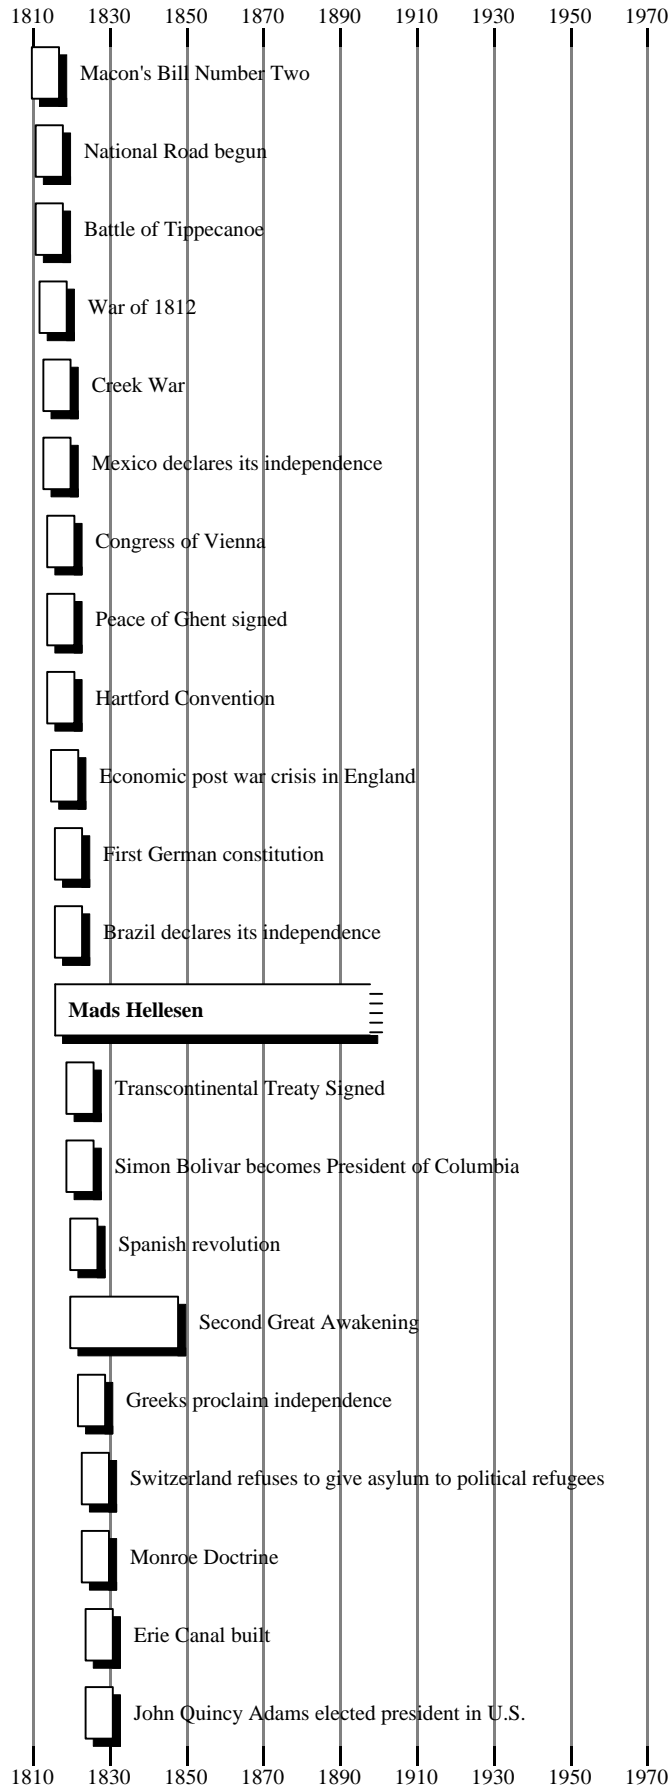 1810 1830 1850 1870 1890 1910 1930 1950 1970
Macon's Bill Number Two
National Road begun
Battle of Tippecanoe
War of 1812
Creek War
Mexico declares its independence
Congress of Vienna
Peace of Ghent signed
Hartford Convention
Economic post war crisis in England
First German constitution
Brazil declares its independence
Mads Hellesen
Transcontinental Treaty Signed
Simon Bolivar becomes President of Columbia
Spanish revolution
Second Great Awakening
Greeks proclaim independence
Switzerland refuses to give asylum to political refugees
Monroe Doctrine
Erie Canal built
John Quincy Adams elected president in U.S.
1810 1830 1850 1870 1890 1910 1930 1950 1970